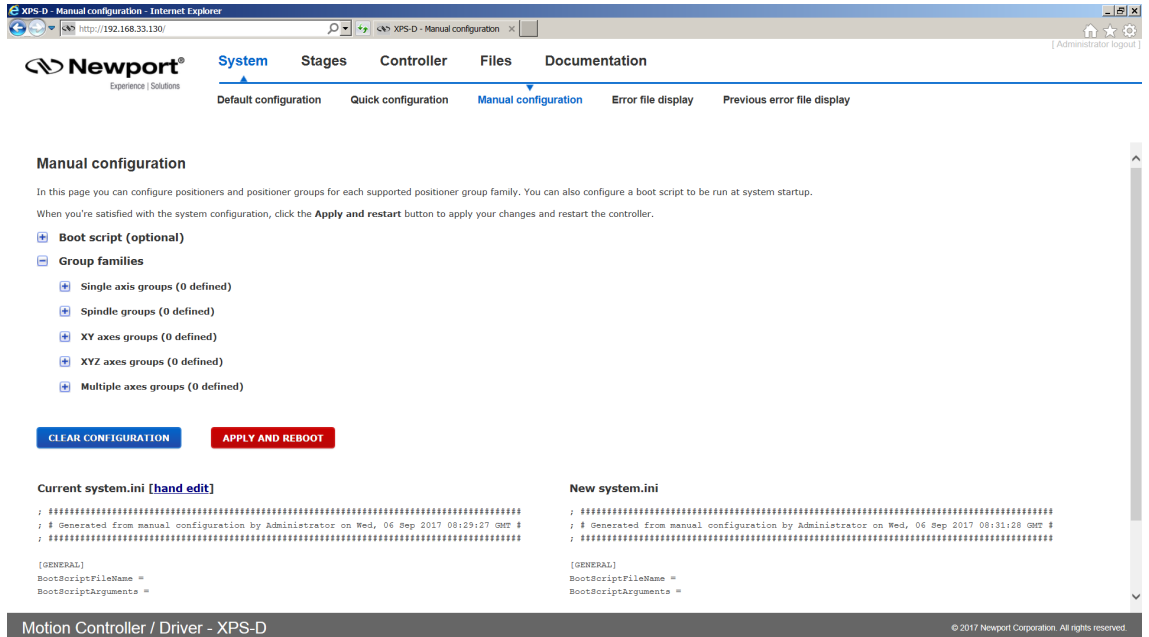 XPS-D - Manual configuration - Internet Explorer
http://192.168.33.130/
XPS-D - Manual configuration
[ Administrator logout ]
Newport®
Experience | Solutions
System Stages Controller Files Documentation
Default configuration Quick configuration Manual configuration Error file display Previous error file display
Manual configuration
In this page you can configure positioners and positioner groups for each supported positioner group family. You can also configure a boot script to be run at system startup.
When you're satisfied with the system configuration, click the Apply and restart button to apply your changes and restart the controller.
Boot script (optional)
Group families
Single axis groups (0 defined)
Spindle groups (0 defined)
XY axes groups (0 defined)
XYZ axes groups (0 defined)
Multiple axes groups (0 defined)
CLEAR CONFIGURATION APPLY AND REBOOT
Current system.ini [hand edit]
; ########################################################################################
; # Generated from manual configuration by Administrator on Wed, 06 Sep 2017 08:29:27 GMT #
; ########################################################################################
[GENERAL]
BootScriptFileName =
BootScriptArguments =
New system.ini
; ########################################################################################
; # Generated from manual configuration by Administrator on Wed, 06 Sep 2017 08:31:28 GMT #
; ########################################################################################
[GENERAL]
BootScriptFileName =
BootScriptArguments =
Motion Controller / Driver - XPS-D
© 2017 Newport Corporation. All rights reserved.